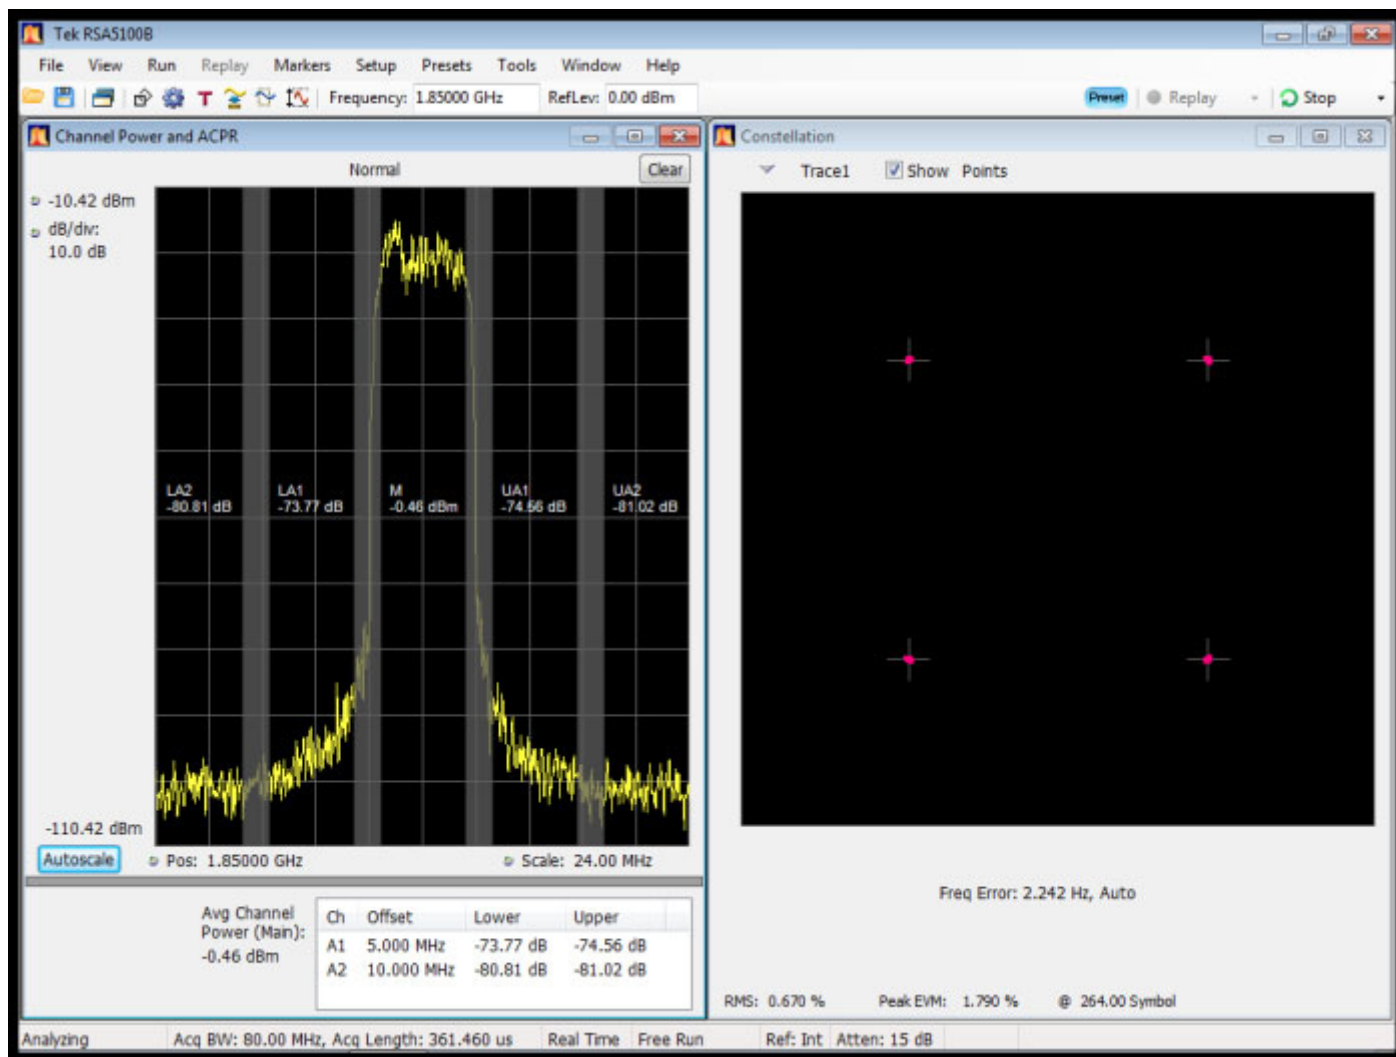 Tek RSA5100B
File View Run Replay Markers Setup Presets Tools Window Help
T Frequency: 1.85000 GHz RefLev: 0.00 dBm Preset Replay Stop
Channel Power and ACPR
Normal Clear
-10.42 dBm
dB/div:
10.0 dB
LA2 LA1 M UA1 UA2
-80.81 dB -73.77 dB -0.46 dBm -74.56 dB -81.02 dB
-110.42 dBm
Autoscale Pos: 1.85000 GHz Scale: 24.00 MHz
Avg Channel
Power (Main):
-0.46 dBm
Ch Offset Lower Upper
A1 5.000 MHz -73.77 dB -74.56 dB
A2 10.000 MHz -80.81 dB -81.02 dB
Constellation
Trace1 Show Points
Freq Error: 2.242 Hz, Auto
RMS: 0.670 % Peak EVM: 1.790 % @ 264.00 Symbol
Analyzing Acq BW: 80.00 MHz, Acq Length: 361.460 us Real Time Free Run Ref: Int Atten: 15 dB